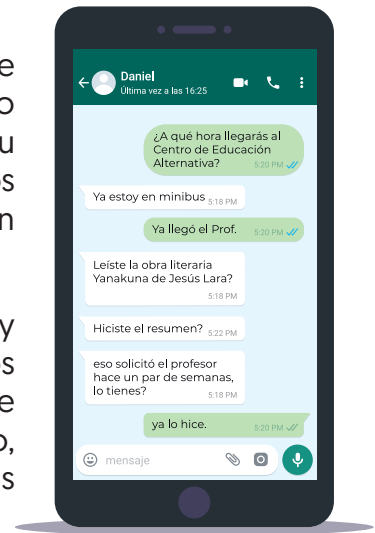 e
o
u
s
n
y
s
e
o,
s
Daniel
Última vez a las 16:25
¿A qué hora llegarás al
Centro de Educación
Alternativa? 5:20 PM
Ya estoy en minibus 5:18 PM
Ya llegó el Prof. 5:20 PM
Leíste la obra literaria
Yanakuna de Jesús Lara?
5:18 PM
Hiciste el resumen? 5:22 PM
eso solicitó el profesor
hace un par de semanas,
lo tienes? 5:18 PM
ya lo hice. 5:20 PM
mensaje